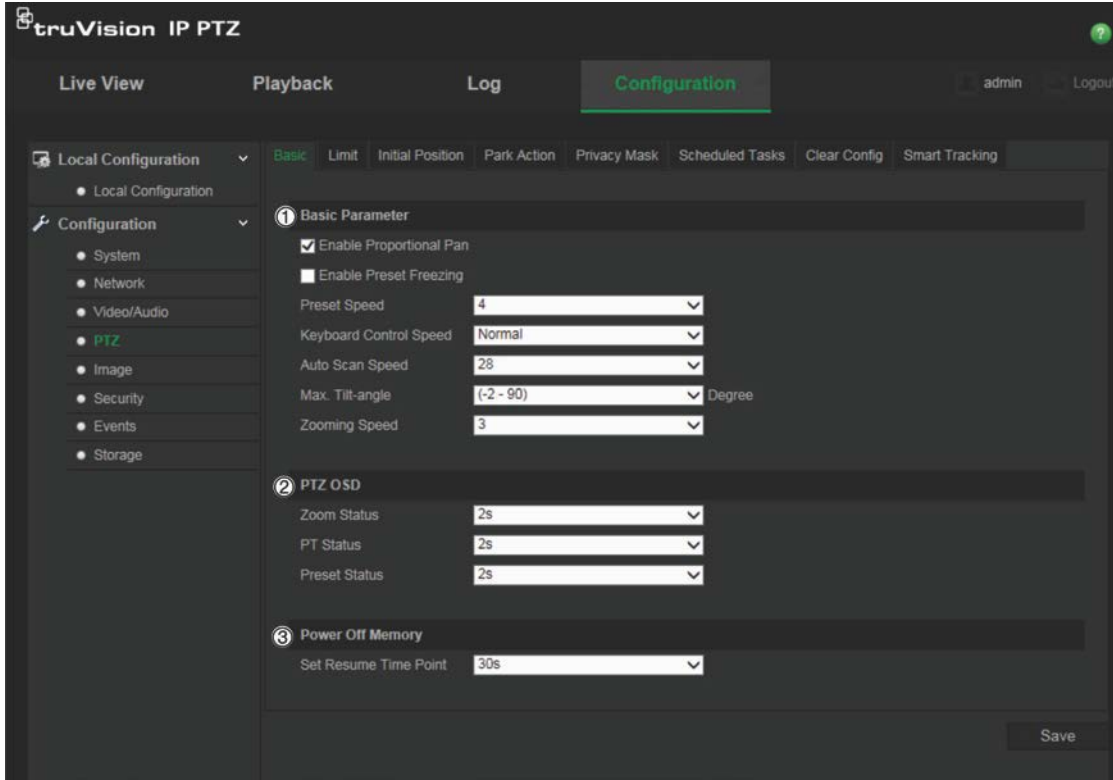 truVision IP PTZ
?
Live View Playback Log Configuration admin Logou
Local Configuration
Local Configuration
Configuration
System
Network
Video/Audio
PTZ
Image
Security
Events
Storage
Basic Limit Initial Position Park Action Privacy Mask Scheduled Tasks Clear Config Smart Tracking
① Basic Parameter
Enable Proportional Pan
Enable Preset Freezing
Preset Speed 4
Keyboard Control Speed Normal
Auto Scan Speed 28
Max. Tilt-angle (-2 - 90) Degree
Zooming Speed 3
② PTZ OSD
Zoom Status 2s
PT Status 2s
Preset Status 2s
③ Power Off Memory
Set Resume Time Point 30s
Save